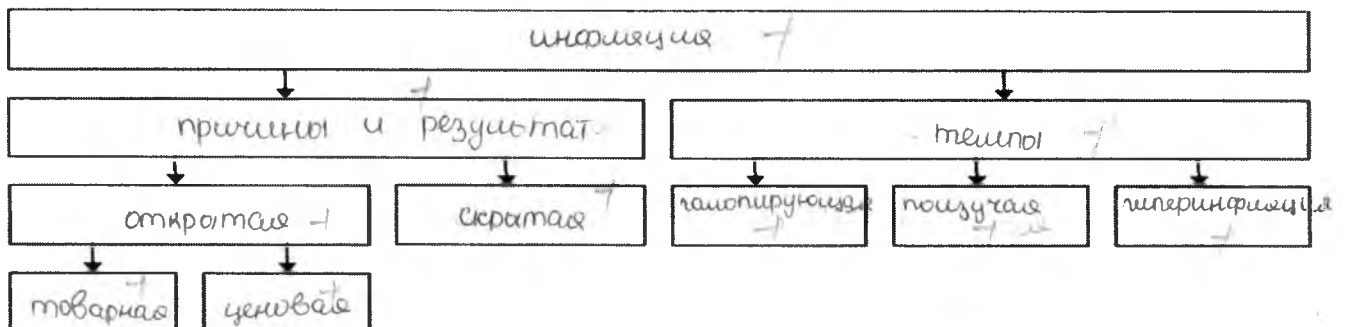 инфляция +
причины и результат +
темпы +
открытая +
скрытая +
галопирующая +
ползучая +
гиперинфляция +
товарная +
ценовая +